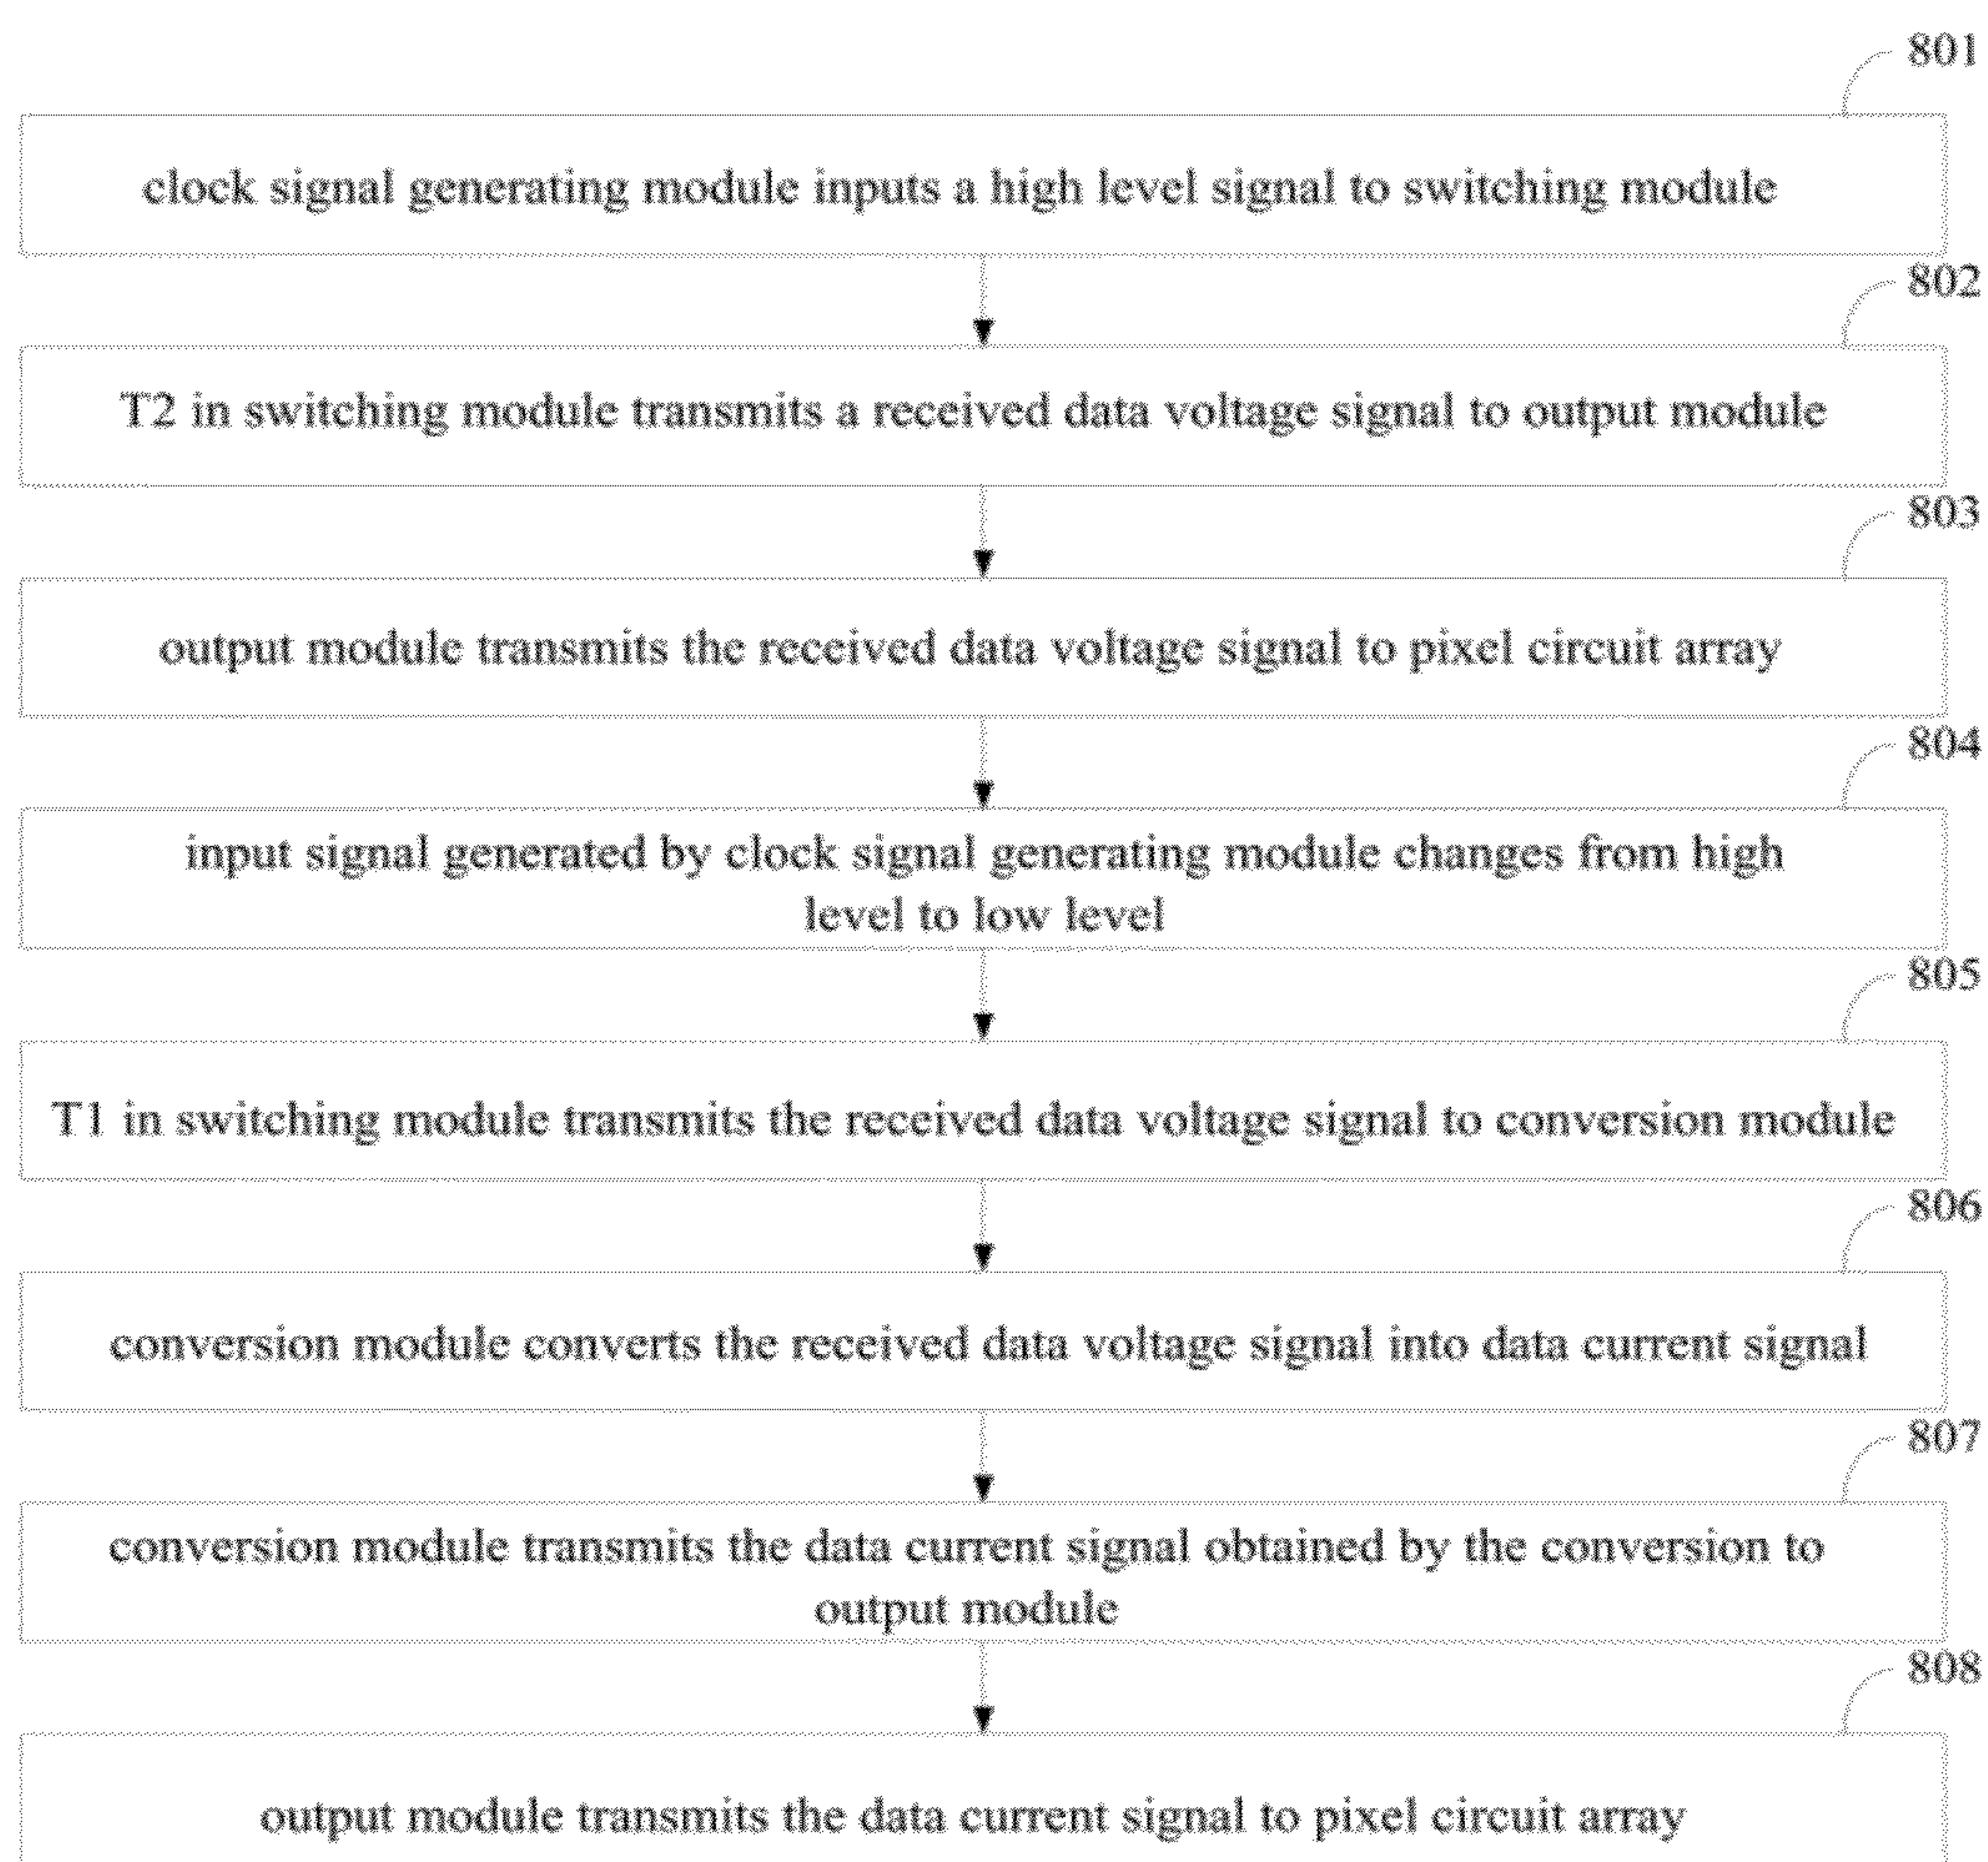 801
clock signal generating module inputs a high level signal to switching module
802
T2 in switching module transmits a received data voltage signal to output module
803
output module transmits the received data voltage signal to pixel circuit array
804
input signal generated by clock signal generating module changes from high
level to low level
805
T1 in switching module transmits the received data voltage signal to conversion module
806
conversion module converts the received data voltage signal into data current signal
807
conversion module transmits the data current signal obtained by the conversion to
output module
808
output module transmits the data current signal to pixel circuit array